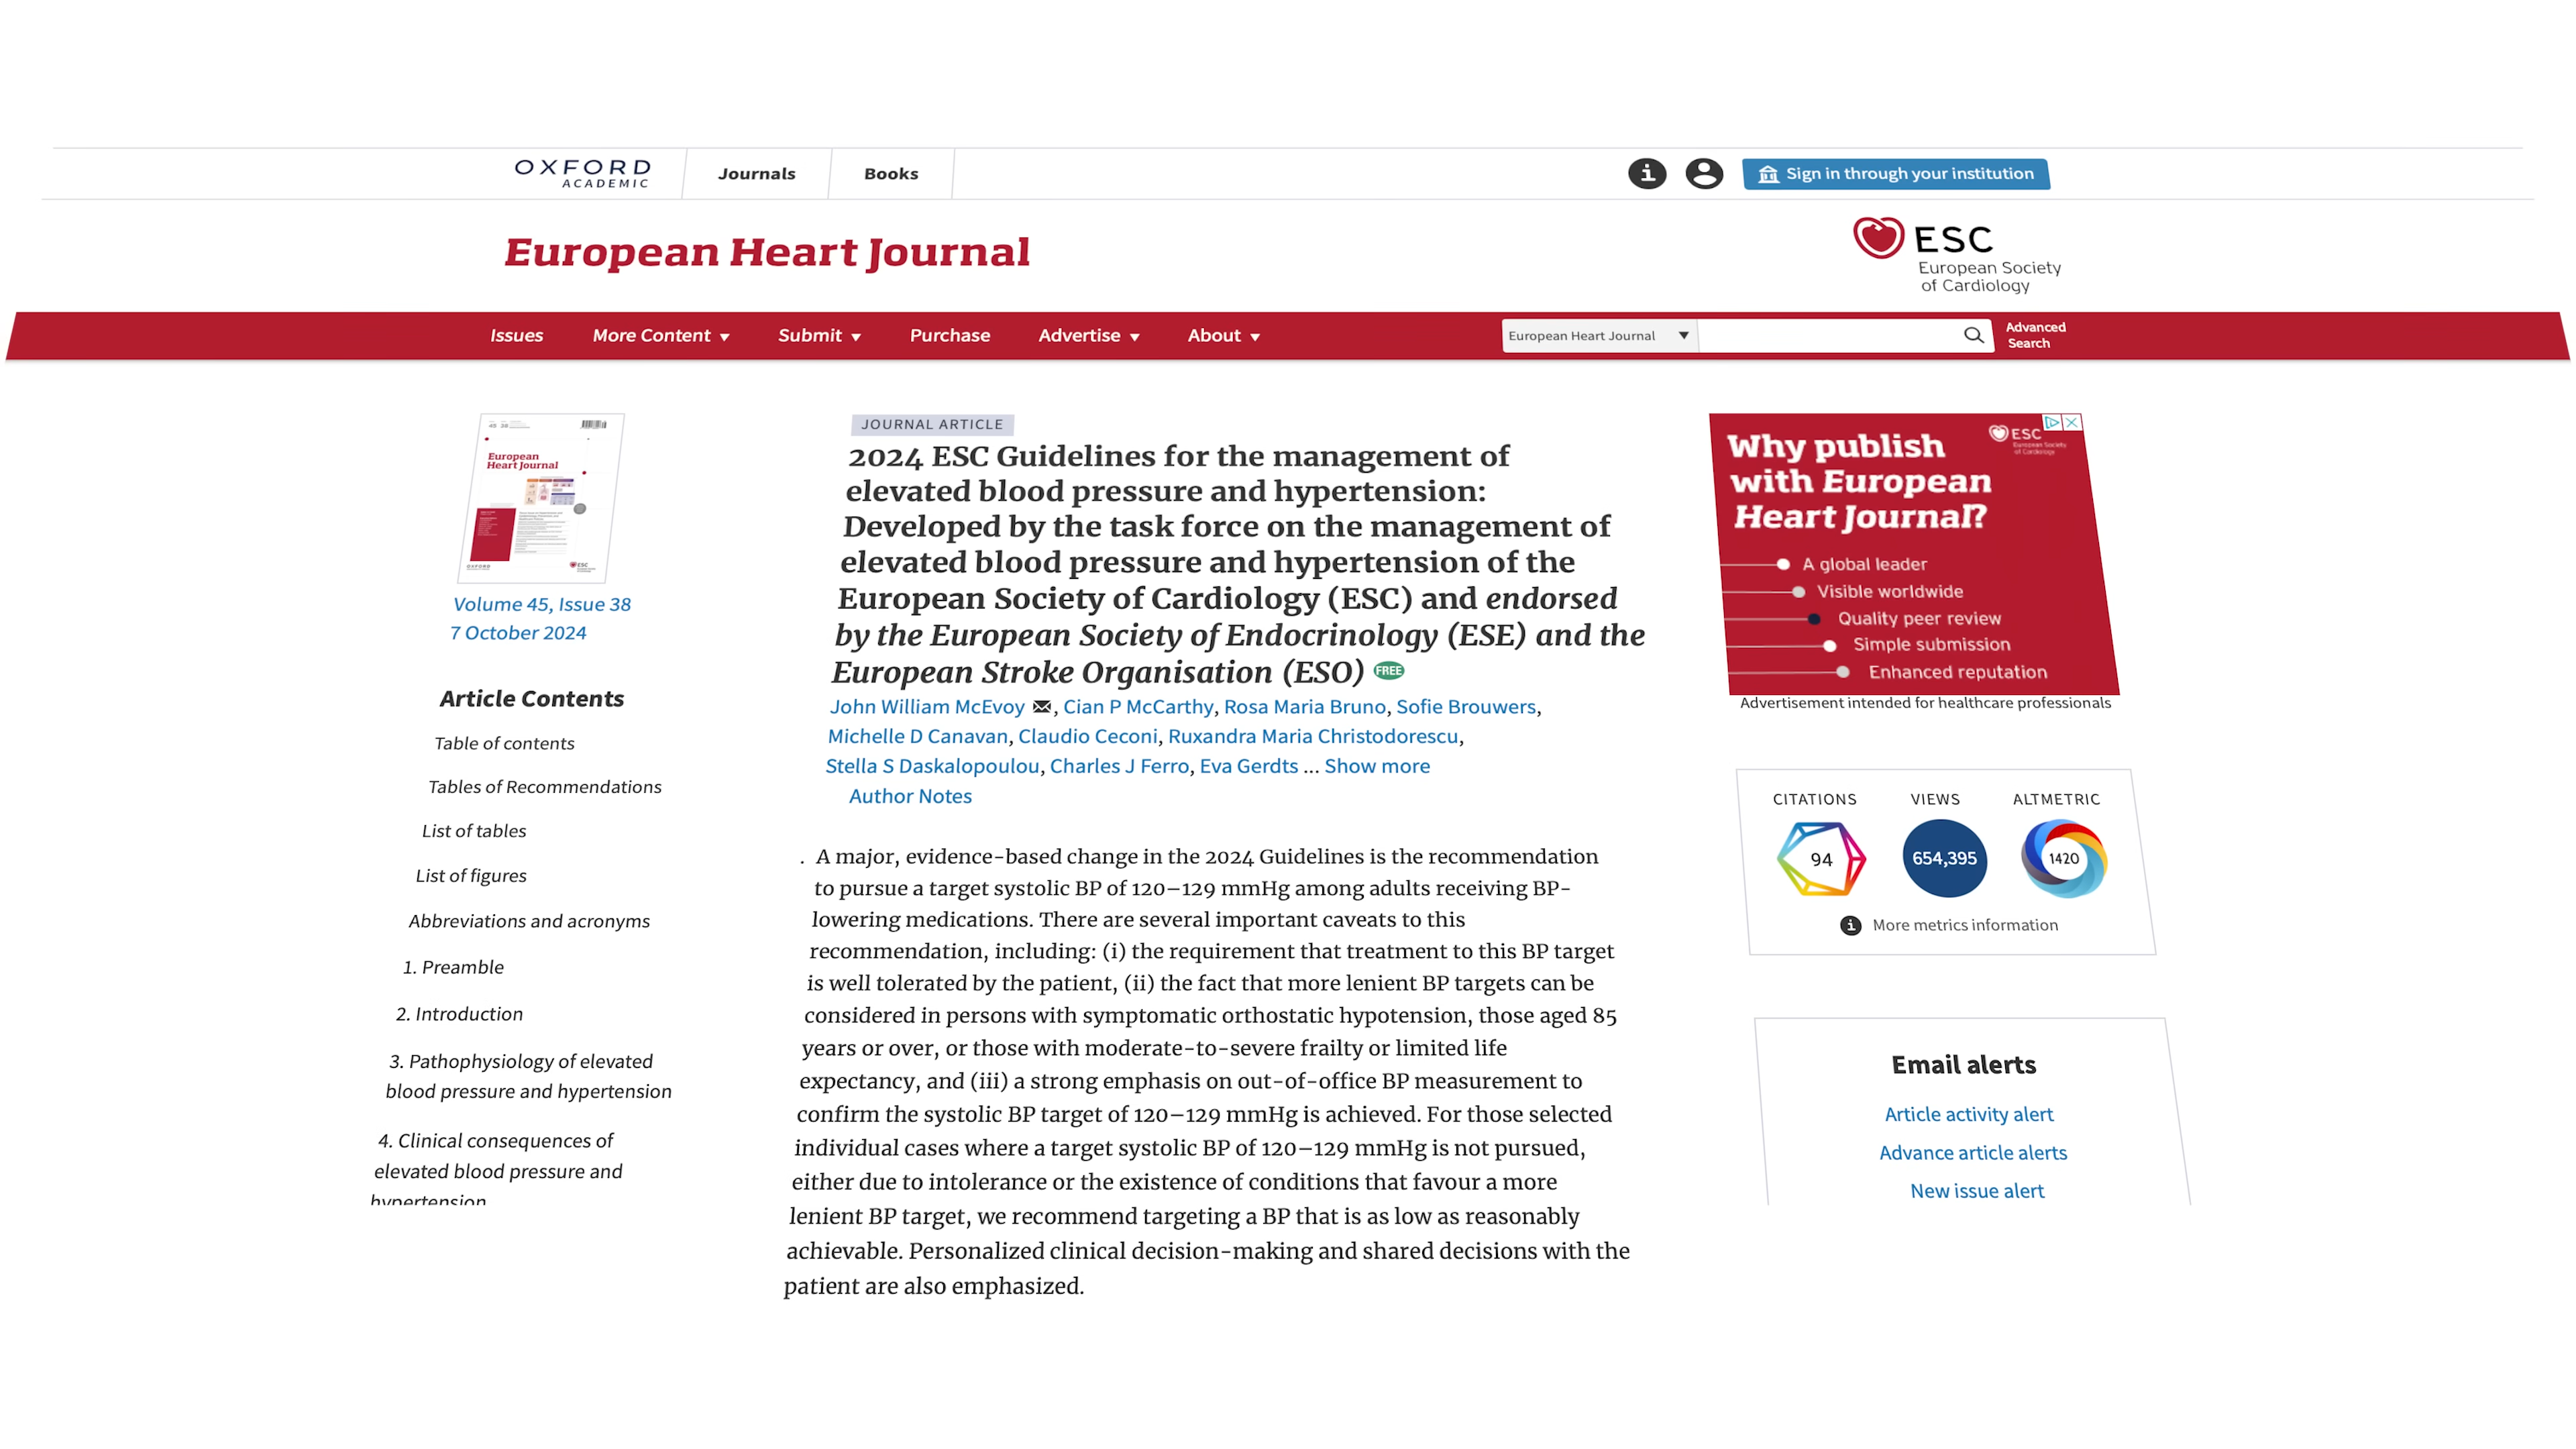 OXFORD
ACADEMIC
Journals
Books
Sign in through your institution
European Heart Journal
ESC
European Society
of Cardiology
Issues
More Content
Submit
Purchase
Advertise
About
European Heart Journal
Advanced
Search
European
Heart Journal
OXFORD
ESC
Volume 45, Issue 38
7 October 2024
Article Contents
Table of contents
Tables of Recommendations
List of tables
List of figures
Abbreviations and acronyms
1. Preamble
2. Introduction
3. Pathophysiology of elevated
blood pressure and hypertension
4. Clinical consequences of
elevated blood pressure and
hypertension
JOURNAL ARTICLE
2024 ESC Guidelines for the management of
elevated blood pressure and hypertension:
Developed by the task force on the management of
elevated blood pressure and hypertension of the
European Society of Cardiology (ESC) and endorsed
by the European Society of Endocrinology (ESE) and the
European Stroke Organisation (ESO) FREE
John William McEvoy , Cian P McCarthy, Rosa Maria Bruno, Sofie Brouwers,
Michelle D Canavan, Claudio Ceconi, Ruxandra Maria Christodorescu,
Stella S Daskalopoulou, Charles J Ferro, Eva Gerdts ... Show more
Author Notes
. A major, evidence-based change in the 2024 Guidelines is the recommendation
to pursue a target systolic BP of 120–129 mmHg among adults receiving BP-
lowering medications. There are several important caveats to this
recommendation, including: (i) the requirement that treatment to this BP target
is well tolerated by the patient, (ii) the fact that more lenient BP targets can be
considered in persons with symptomatic orthostatic hypotension, those aged 85
years or over, or those with moderate-to-severe frailty or limited life
expectancy, and (iii) a strong emphasis on out-of-office BP measurement to
confirm the systolic BP target of 120–129 mmHg is achieved. For those selected
individual cases where a target systolic BP of 120–129 mmHg is not pursued,
either due to intolerance or the existence of conditions that favour a more
lenient BP target, we recommend targeting a BP that is as low as reasonably
achievable. Personalized clinical decision-making and shared decisions with the
patient are also emphasized.
Why publish
with European
Heart Journal?
ESC
European Society
of Cardiology
A global leader
Visible worldwide
Quality peer review
Simple submission
Enhanced reputation
Advertisement intended for healthcare professionals
CITATIONS
VIEWS
ALTMETRIC
94
654,395
1420
More metrics information
Email alerts
Article activity alert
Advance article alerts
New issue alert